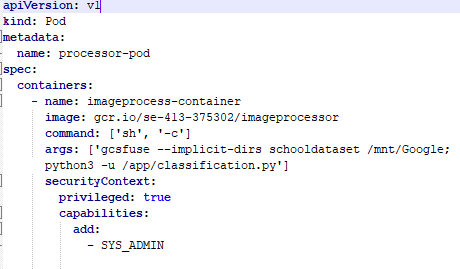 apiVersion: v1
kind: Pod
metadata:
  name: processor-pod
spec:
  containers:
    - name: imageprocess-container
      image: gcr.io/se-413-375302/imageprocessor
      command: ['sh', '-c']
      args: ['gcsfuse --implicit-dirs schooldataset /mnt/Google;
      python3 -u /app/classification.py']
      securityContext:
        privileged: true
        capabilities:
          add:
            - SYS_ADMIN